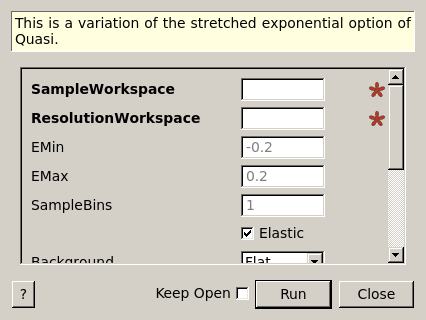 This is a variation of the stretched exponential option of
Quasi.
SampleWorkspace
ResolutionWorkspace
EMin -0.2
EMax 0.2
SampleBins 1
Elastic
Background Flat
? Keep Open Run Close